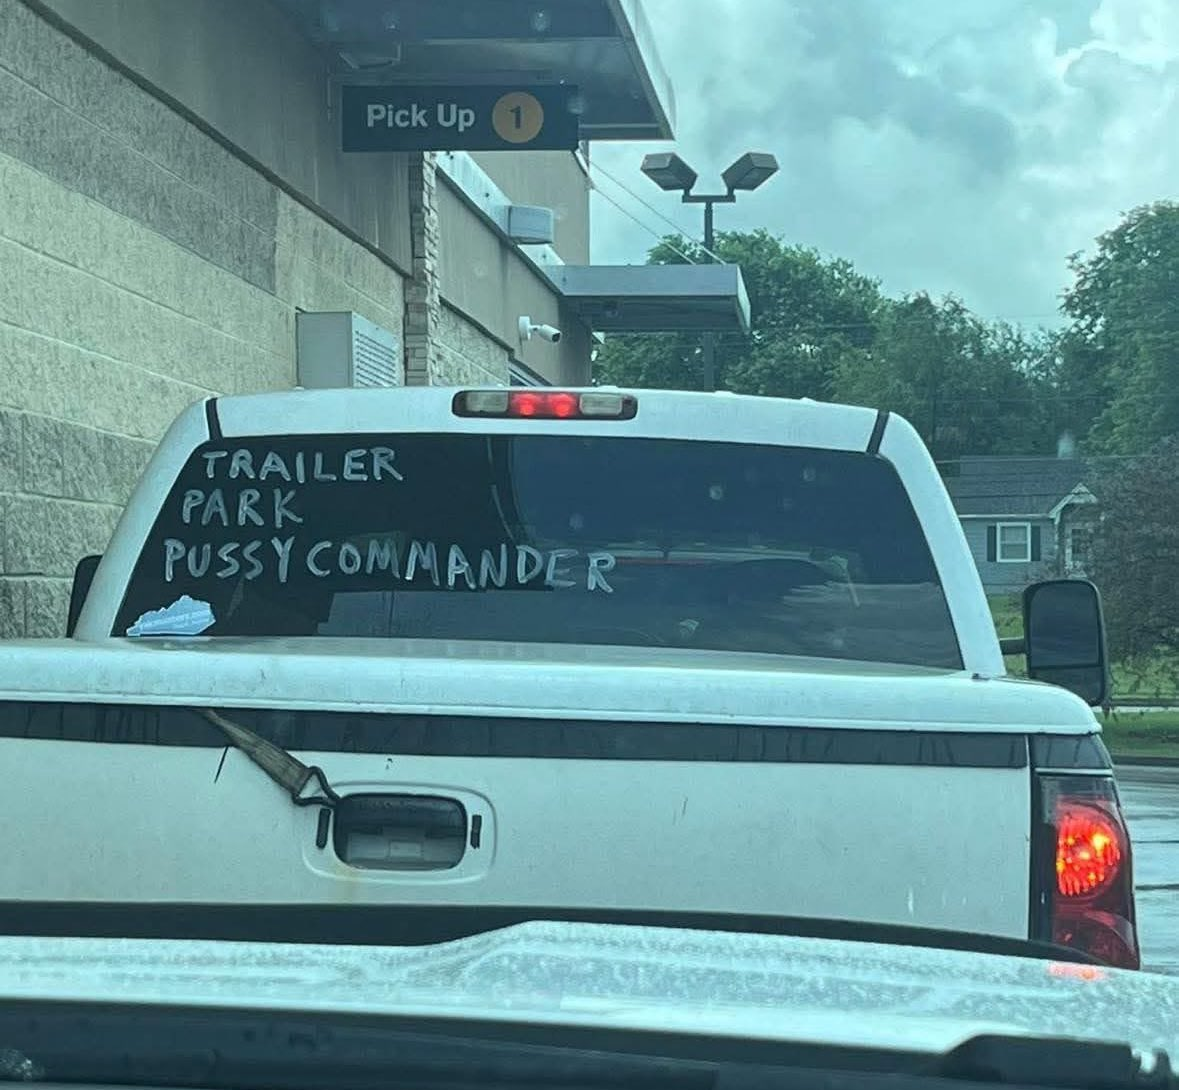 Pick Up 1
TRAILER
PARK
PUSSY COMMANDER